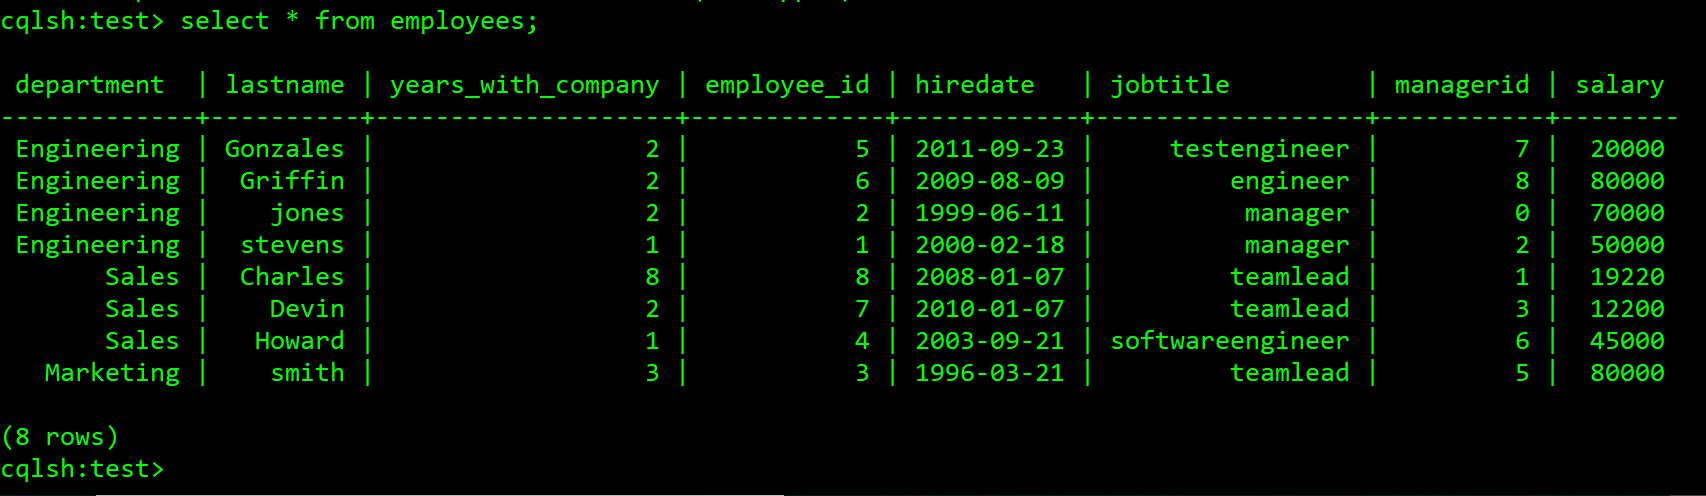 cqlsh:test> select * from employees;
 department  | lastname | years_with_company | employee_id | hiredate   | jobtitle         | managerid | salary
-------------+----------+--------------------+-------------+------------+------------------+-----------+--------
 Engineering | Gonzales |                  2 |           5 | 2011-09-23 |     testengineer |         7 |  20000
 Engineering |  Griffin |                  2 |           6 | 2009-08-09 |         engineer |         8 |  80000
 Engineering |    jones |                  2 |           2 | 1999-06-11 |          manager |         0 |  70000
 Engineering |  stevens |                  1 |           1 | 2000-02-18 |          manager |         2 |  50000
       Sales |  Charles |                  8 |           8 | 2008-01-07 |         teamlead |         1 |  19220
       Sales |    Devin |                  2 |           7 | 2010-01-07 |         teamlead |         3 |  12200
       Sales |   Howard |                  1 |           4 | 2003-09-21 | softwareengineer |         6 |  45000
   Marketing |    smith |                  3 |           3 | 1996-03-21 |         teamlead |         5 |  80000
(8 rows)
cqlsh:test>